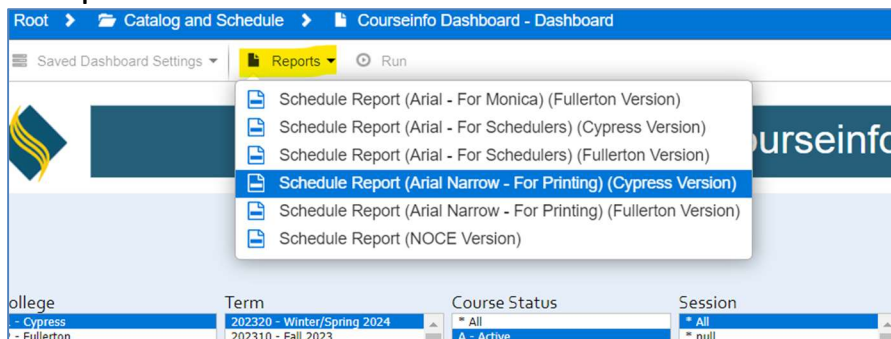 Root Catalog and Schedule Courseinfo Dashboard - Dashboard
Saved Dashboard Settings Reports Run
Schedule Report (Arial - For Monica) (Fullerton Version)
Schedule Report (Arial - For Schedulers) (Cypress Version)
Schedule Report (Arial - For Schedulers) (Fullerton Version)
ourseinfo
Schedule Report (Arial Narrow - For Printing) (Cypress Version)
Schedule Report (Arial Narrow - For Printing) (Fullerton Version)
Schedule Report (NOCE Version)
ollege Term Course Status Session
- Cypress 202320 - Winter/Spring 2024 * All * All
- Fullerton 202310 - Fall 2023 A - Active * null